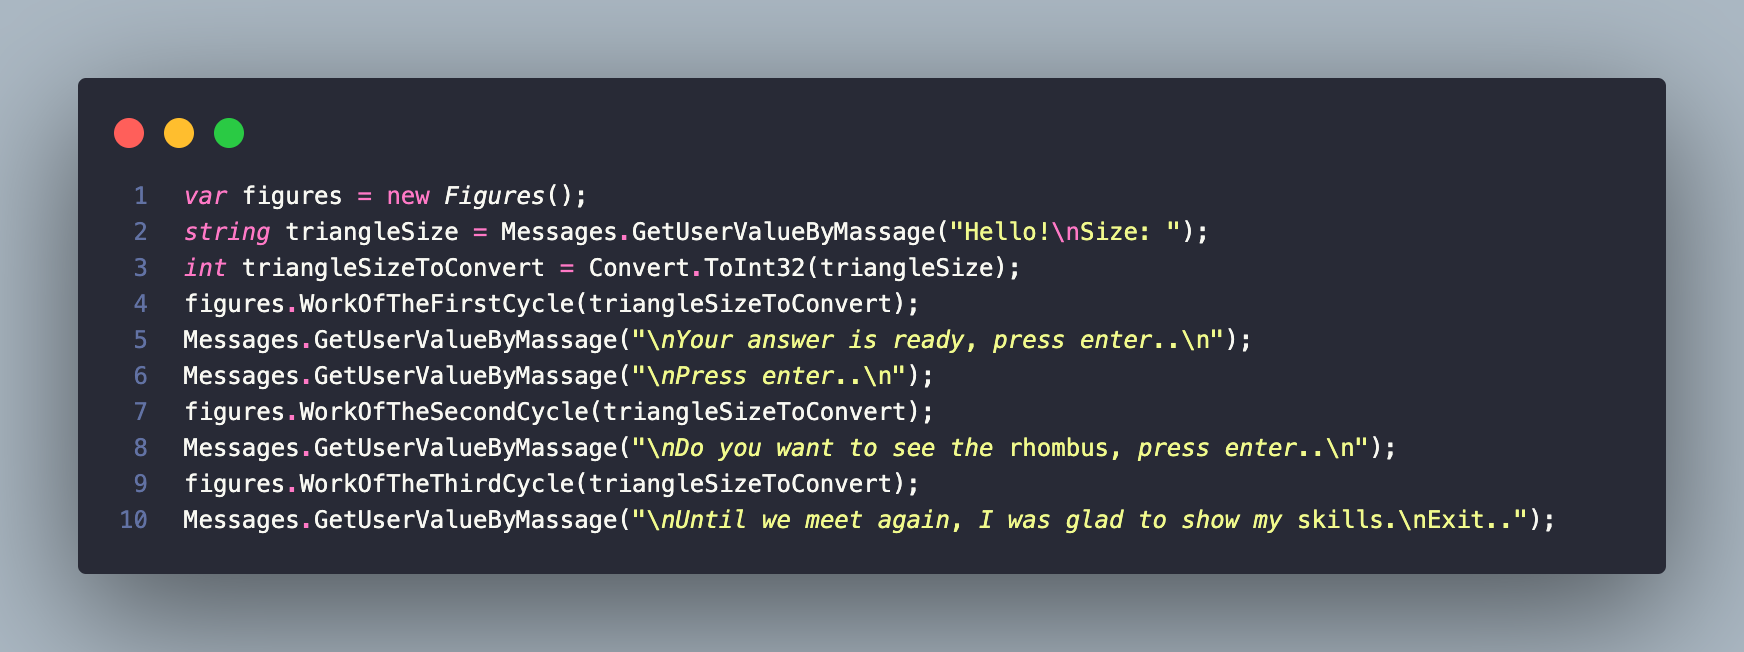 1 var figures = new Figures();
2 string triangleSize = Messages.GetUserValueByMassage("Hello!\nSize: ");
3 int triangleSizeToConvert = Convert.ToInt32(triangleSize);
4 figures.WorkOfTheFirstCycle(triangleSizeToConvert);
5 Messages.GetUserValueByMassage("\nYour answer is ready, press enter..\n");
6 Messages.GetUserValueByMassage("\nPress enter..\n");
7 figures.WorkOfTheSecondCycle(triangleSizeToConvert);
8 Messages.GetUserValueByMassage("\nDo you want to see the rhombus, press enter..\n");
9 figures.WorkOfTheThirdCycle(triangleSizeToConvert);
10 Messages.GetUserValueByMassage("\nUntil we meet again, I was glad to show my skills.\nExit..");